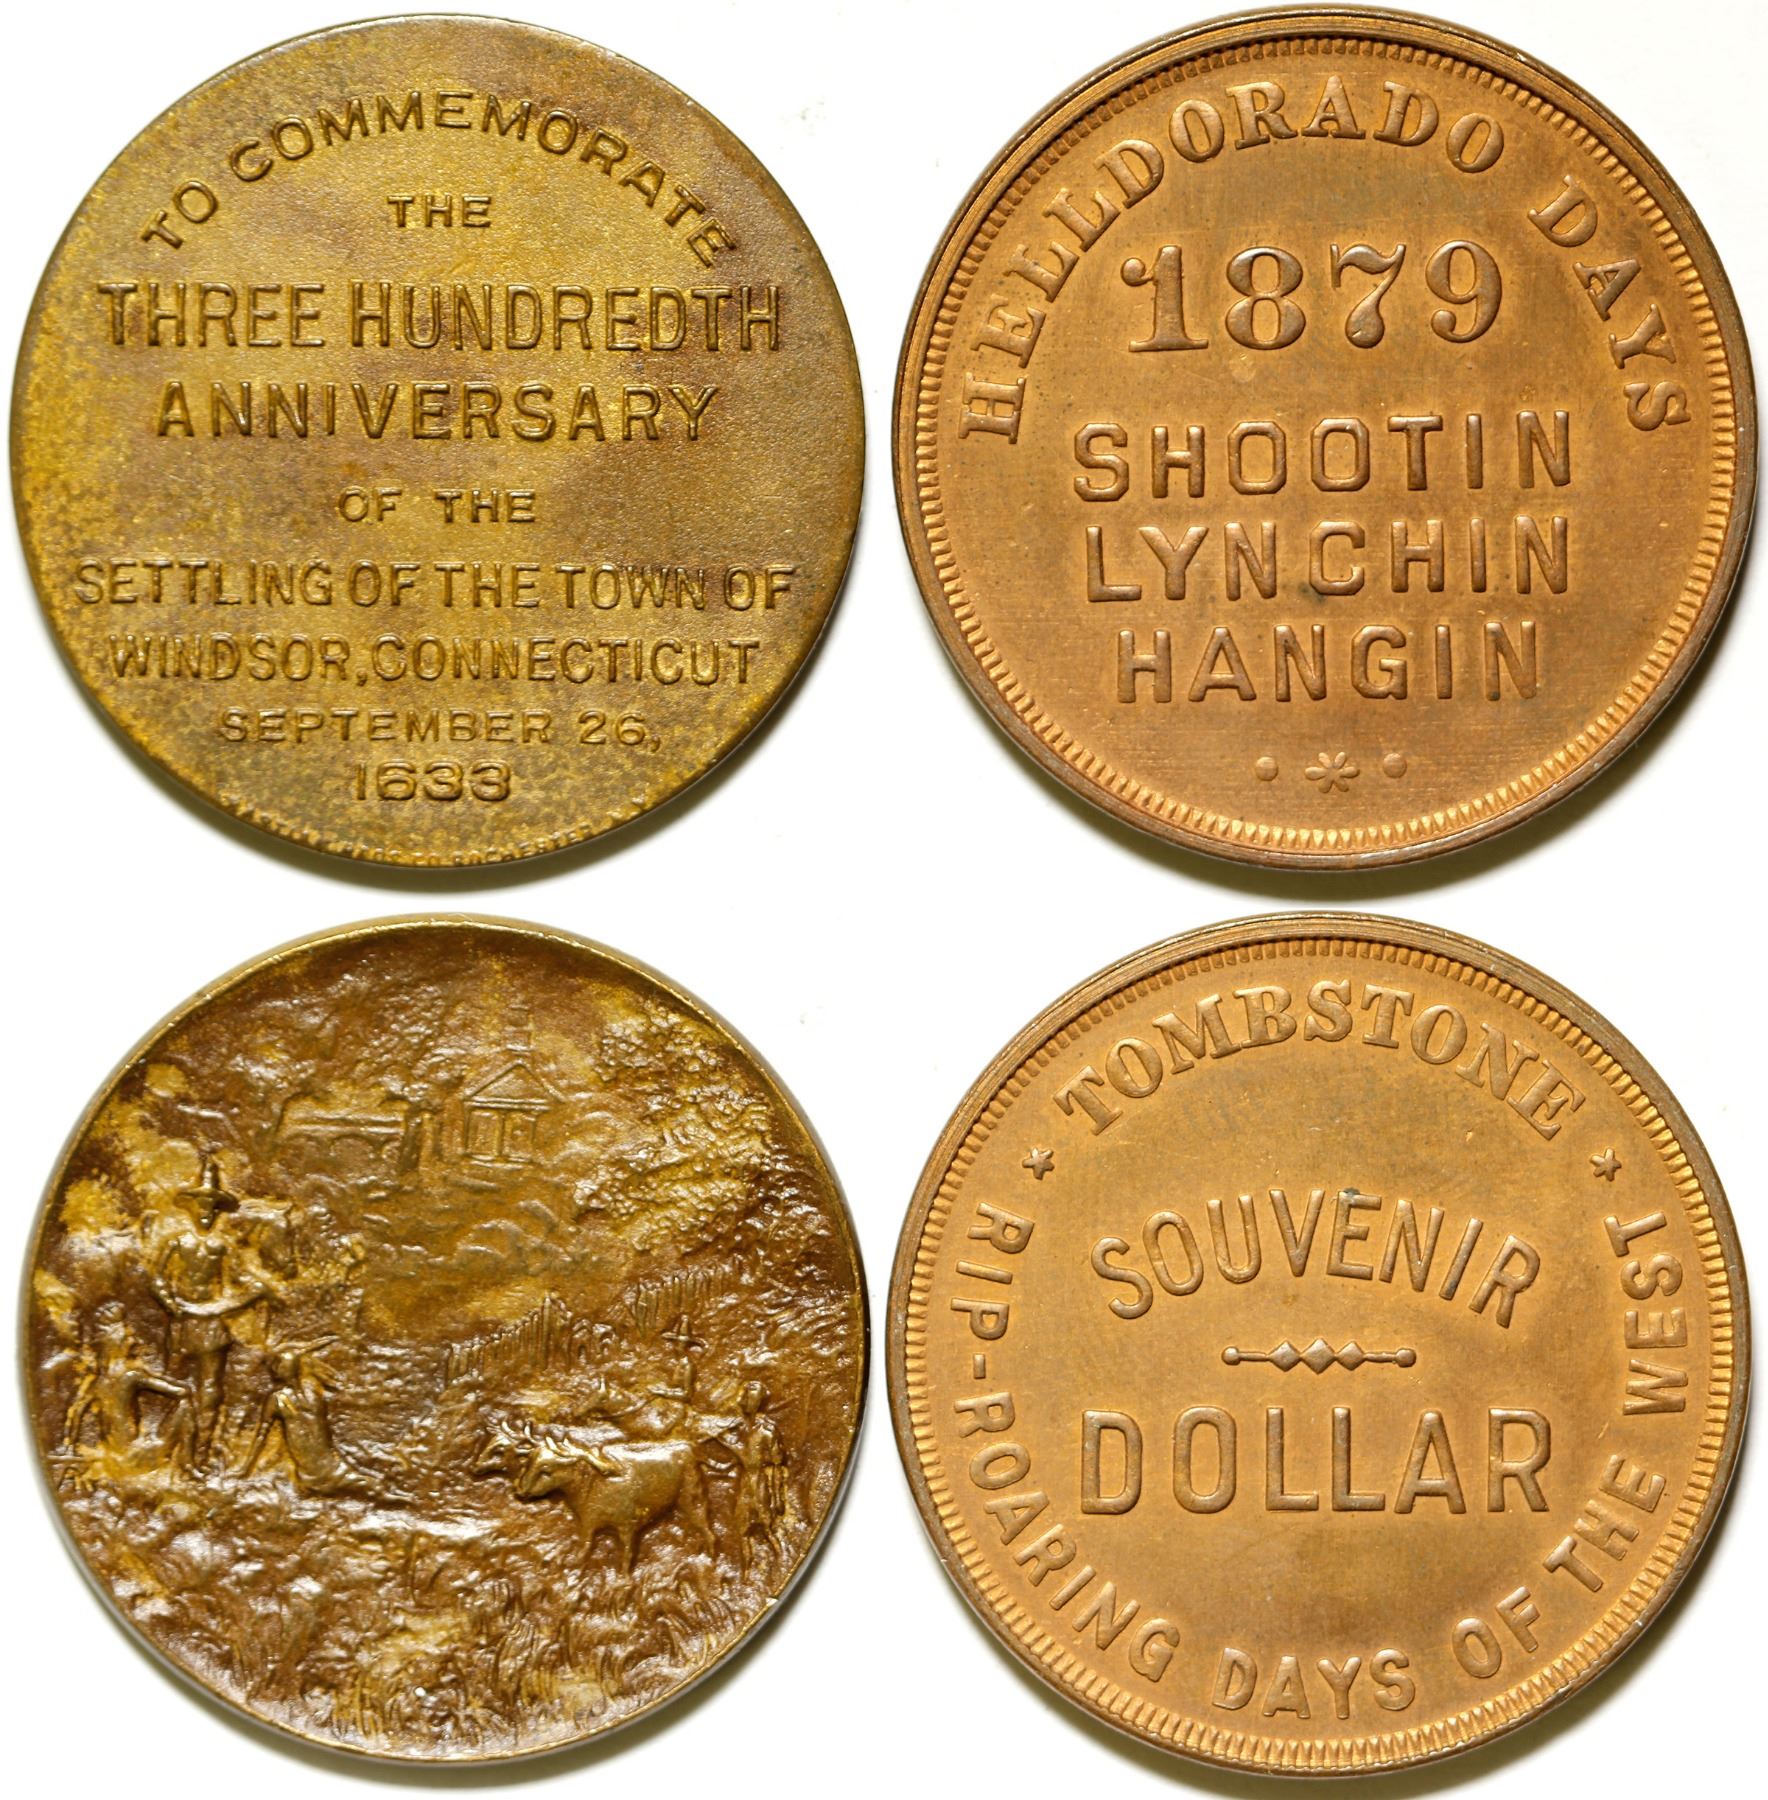 TO COMMEMORATE
THE
THREE HUNDREDTH
ANNIVERSARY
OF THE
SETTLING OF THE TOWN OF
WINDSOR, CONNECTICUT
SEPTEMBER 26,
1633
HELLDORADO DAYS
1879
SHOOTIN
LYNCHIN
HANGIN
TOMBSTONE
SOUVENIR
DOLLAR
RIP-ROARING DAYS OF THE WEST